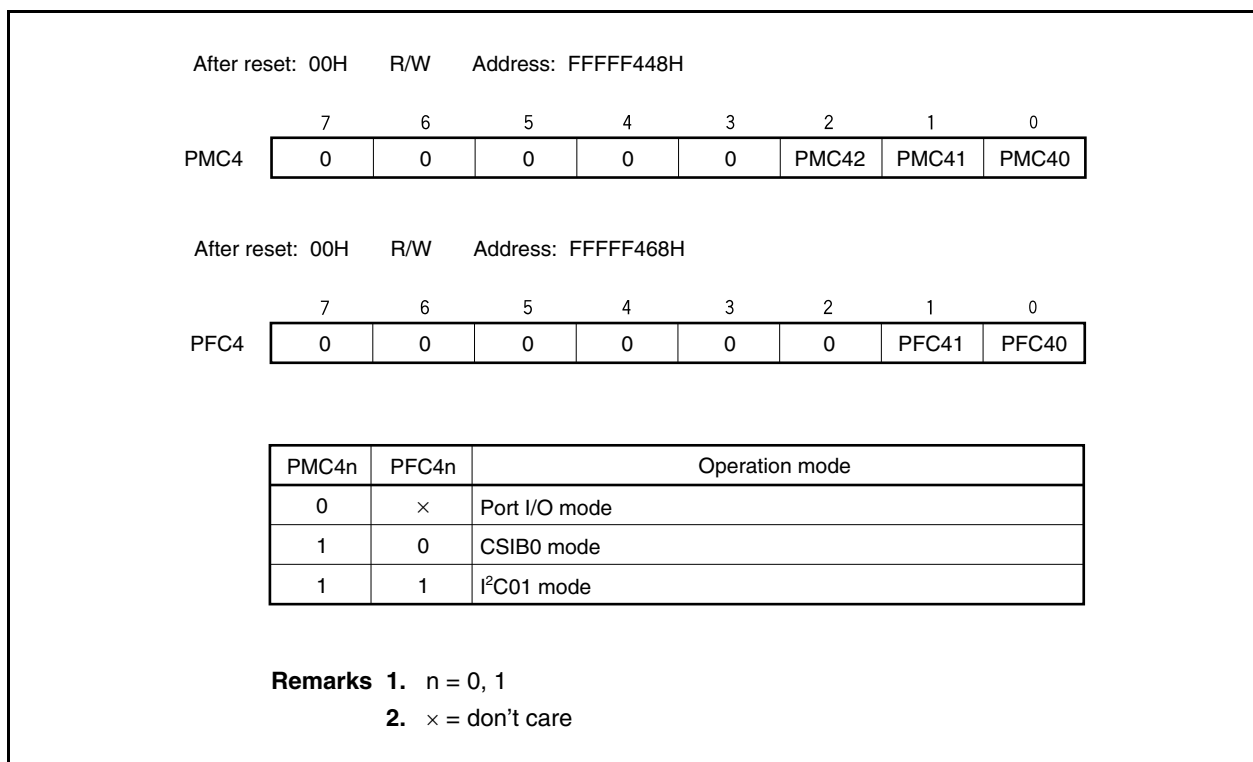 After reset: 00H R/W Address: FFFFF448H
7 6 5 4 3 2 1 0
PMC4 0 0 0 0 0 PMC42 PMC41 PMC40
After reset: 00H R/W Address: FFFFF468H
7 6 5 4 3 2 1 0
PFC4 0 0 0 0 0 0 PFC41 PFC40
PMC4n PFC4n Operation mode
0 × Port I/O mode
1 0 CSIB0 mode
1 1 I²C01 mode
Remarks 1. n = 0, 1
2. × = don't care